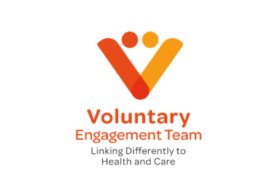 Voluntary
Engagement Team
Linking Differently to
Health and Care